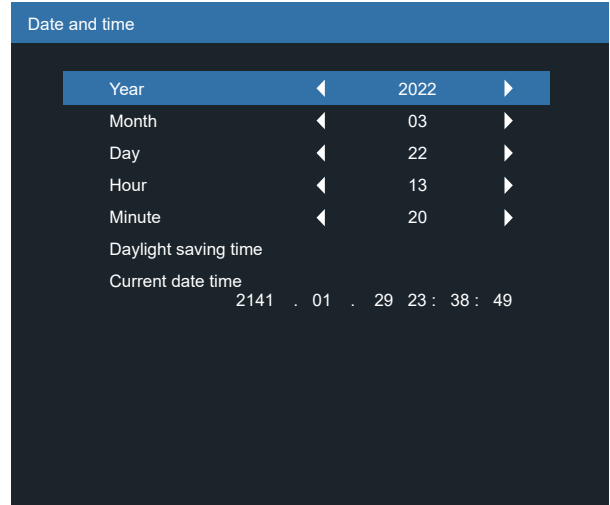 Date and time
Year 2022
Month 03
Day 22
Hour 13
Minute 20
Daylight saving time
Current date time
2141 . 01 . 29 23 : 38 : 49